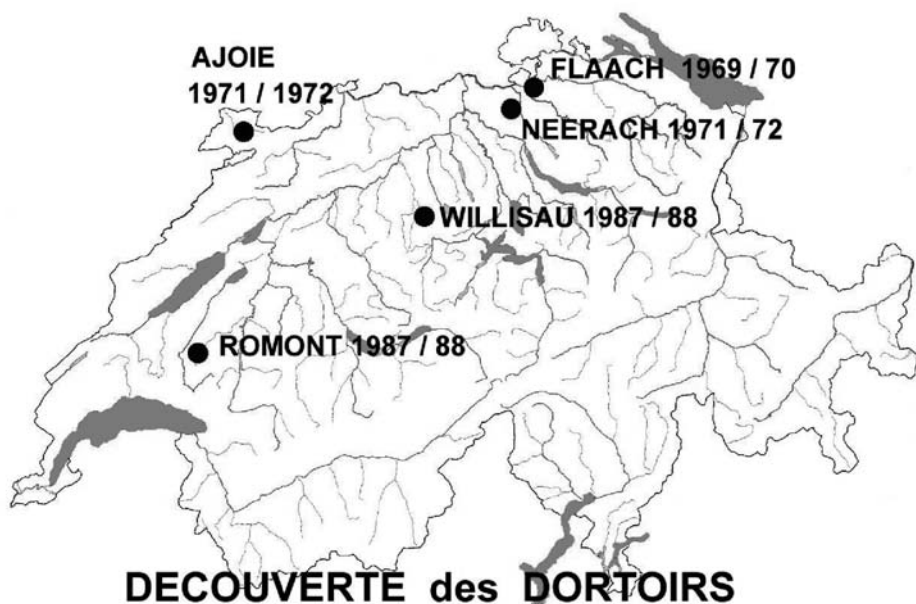 AJOIE
1971 / 1972
FLAACH 1969 / 70
NEERACH 1971 / 72
WILLISAU 1987 / 88
ROMONT 1987 / 88
DECOUVERTE des DORTOIRS